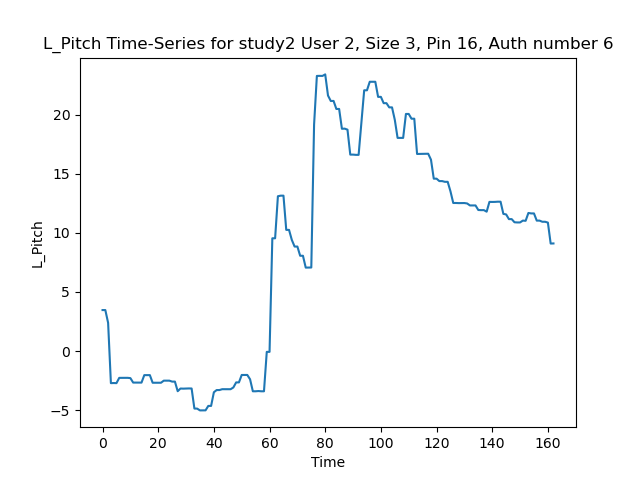 L_Pitch Time-Series for study2 User 2, Size 3, Pin 16, Auth number 6
L_Pitch
20
15
10
5
0
−5
0 20 40 60 80 100 120 140 160
Time